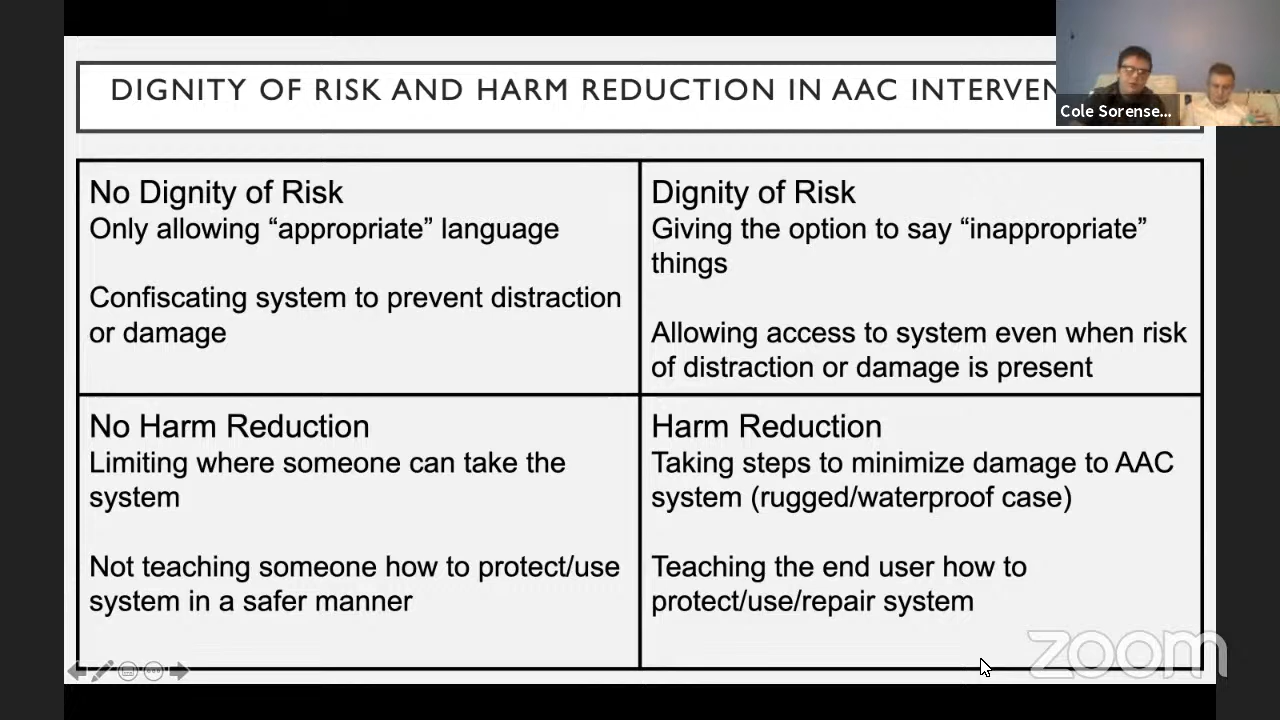 DIGNITY OF RISK AND HARM REDUCTION IN AAC
Cole Sorense...
No Dignity of Risk
Only allowing “appropriate” language
Confiscating system to prevent distraction
or damage
Dignity of Risk
Giving the option to say “inappropriate”
things
Allowing access to system even when risk
of distraction or damage is present
No Harm Reduction
Limiting where someone can take the
system
Not teaching someone how to protect/use
system in a safer manner
Harm Reduction
Taking steps to minimize damage to AAC
system (rugged/waterproof case)
Teaching the end user how to
protect/use/repair system
zoom